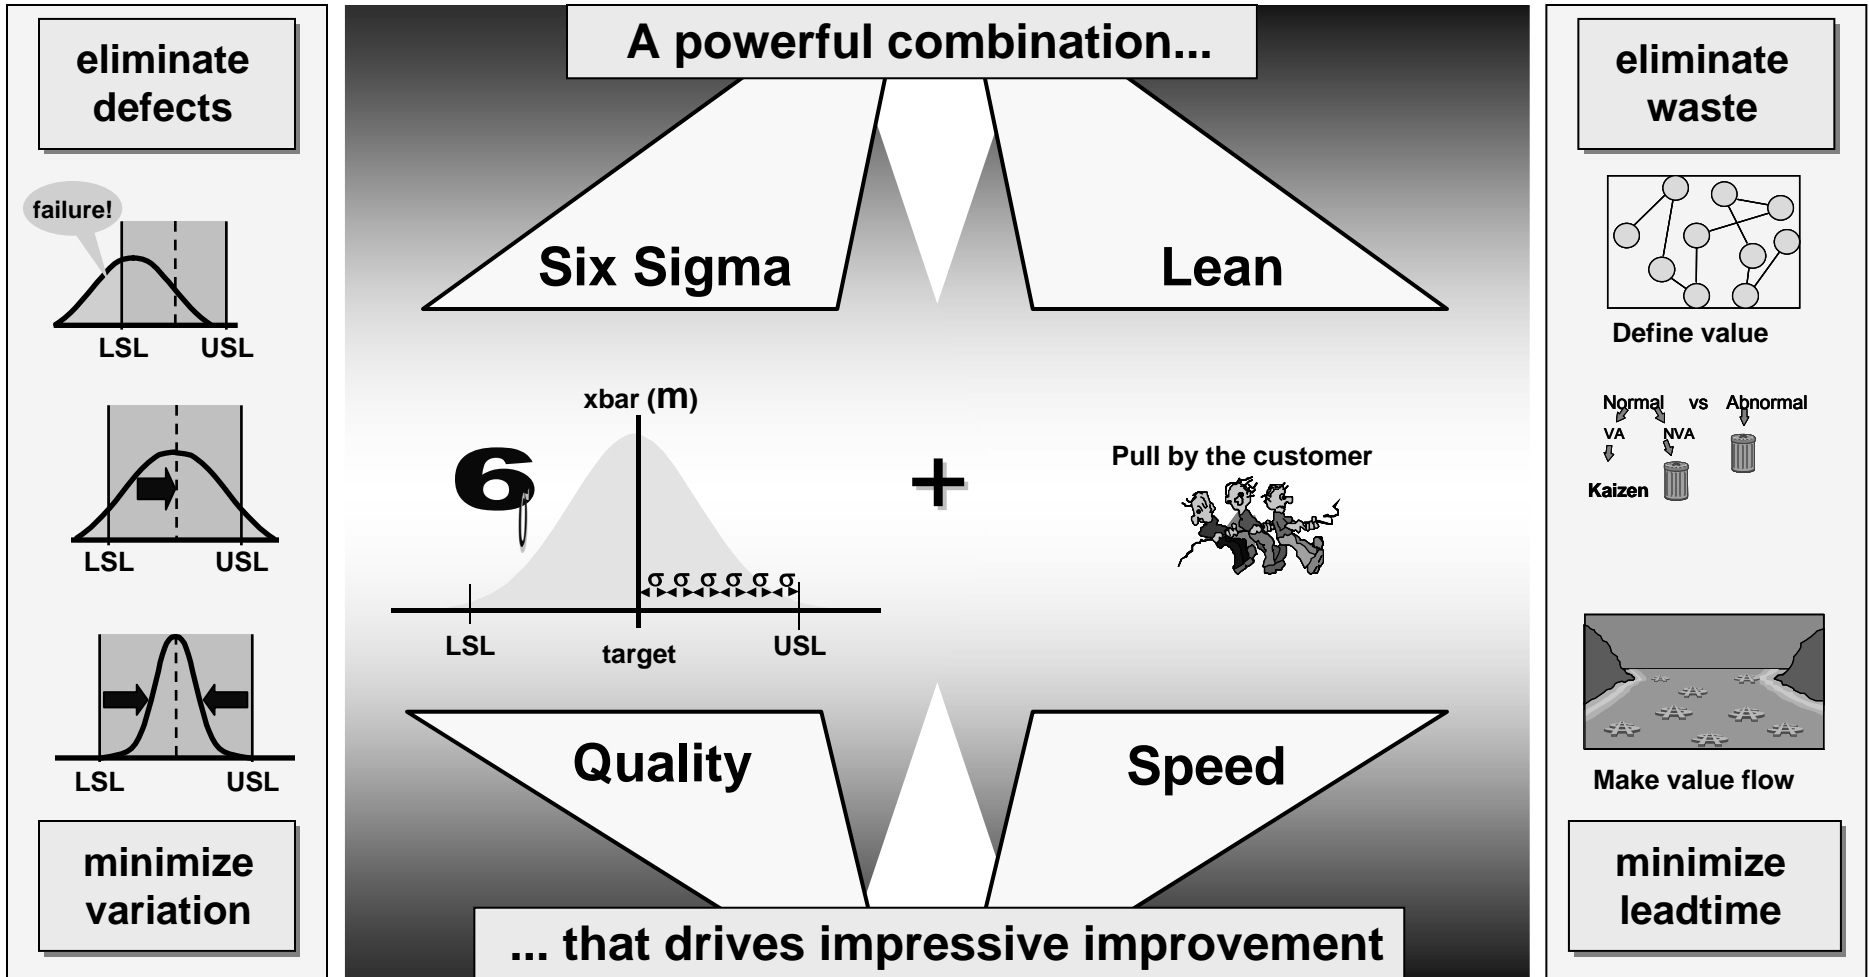 eliminate
defects
failure!
LSL USL
LSL USL
LSL USL
minimize
variation
A powerful combination...
Six Sigma
Lean
xbar (m)
6
σ σ σ σ σ σ
LSL
target
USL
+
Pull by the customer
Quality
Speed
... that drives impressive improvement
eliminate
waste
Define value
Normal vs Abnormal
VA NVA
Kaizen
Make value flow
minimize
leadtime